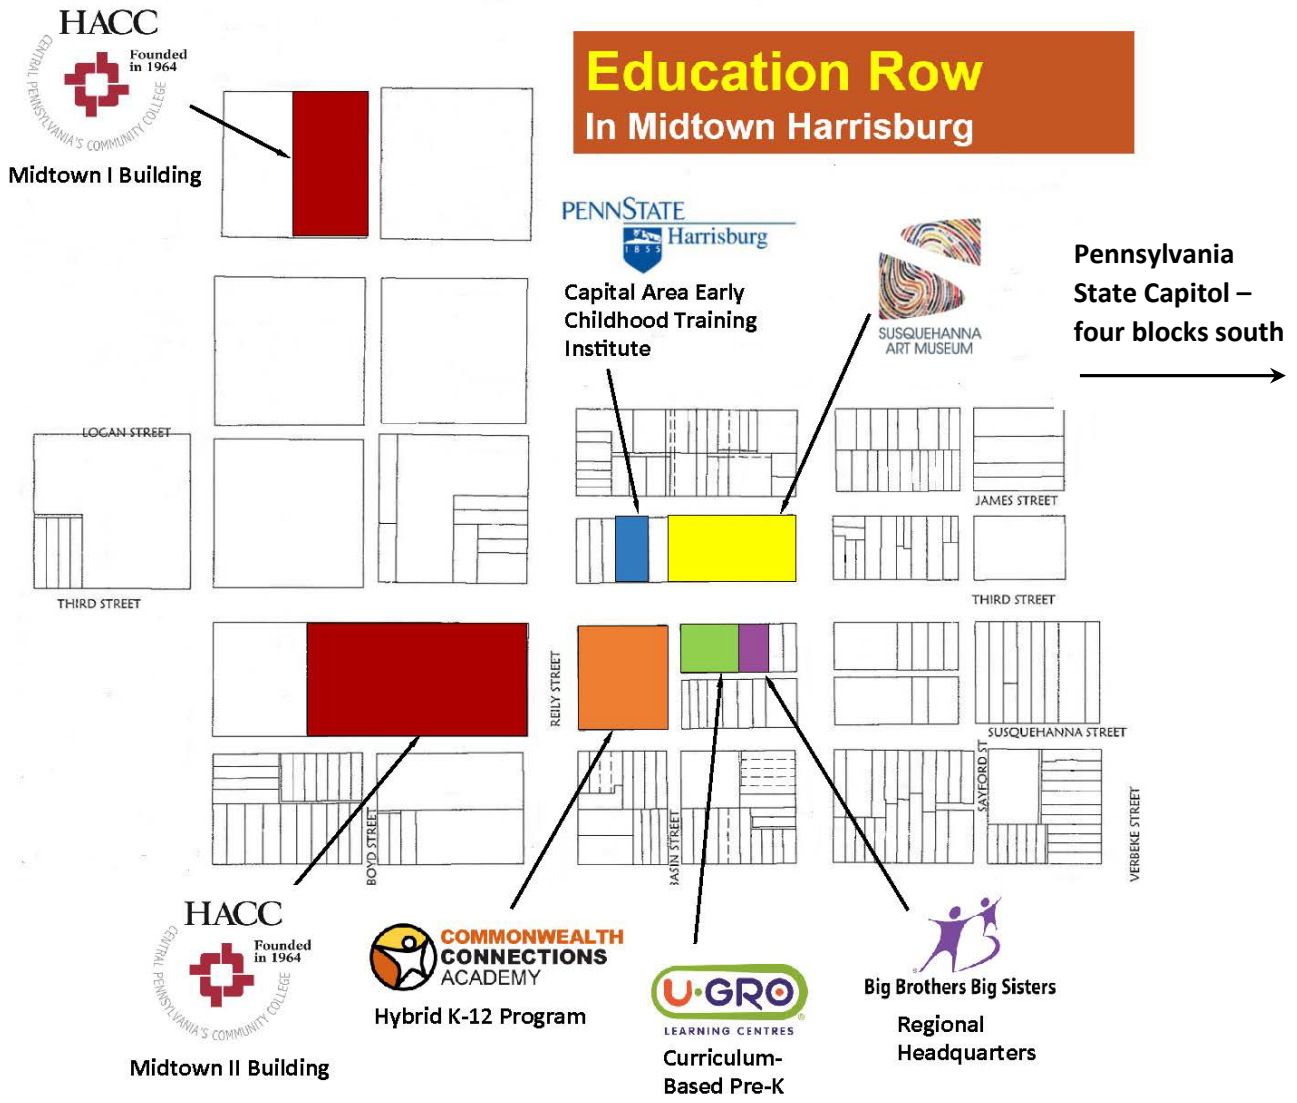 HACC
Founded
in 1964
CENTRAL PENNSYLVANIA'S COMMUNITY COLLEGE
Midtown I Building
Education Row
In Midtown Harrisburg
PENNSTATE
1855
Harrisburg
Capital Area Early
Childhood Training
Institute
SUSQUEHANNA
ART MUSEUM
Pennsylvania
State Capitol –
four blocks south
LOGAN STREET
JAMES STREET
THIRD STREET
THIRD STREET
REILY STREET
SUSQUEHANNA STREET
SAYFORD ST
BOYD STREET
BASIN STREET
VERBEKE STREET
HACC
Founded
in 1964
CENTRAL PENNSYLVANIA'S COMMUNITY COLLEGE
Midtown II Building
COMMONWEALTH
CONNECTIONS
ACADEMY
Hybrid K-12 Program
U·GRO
LEARNING CENTRES
Curriculum-
Based Pre-K
Big Brothers Big Sisters
Regional
Headquarters